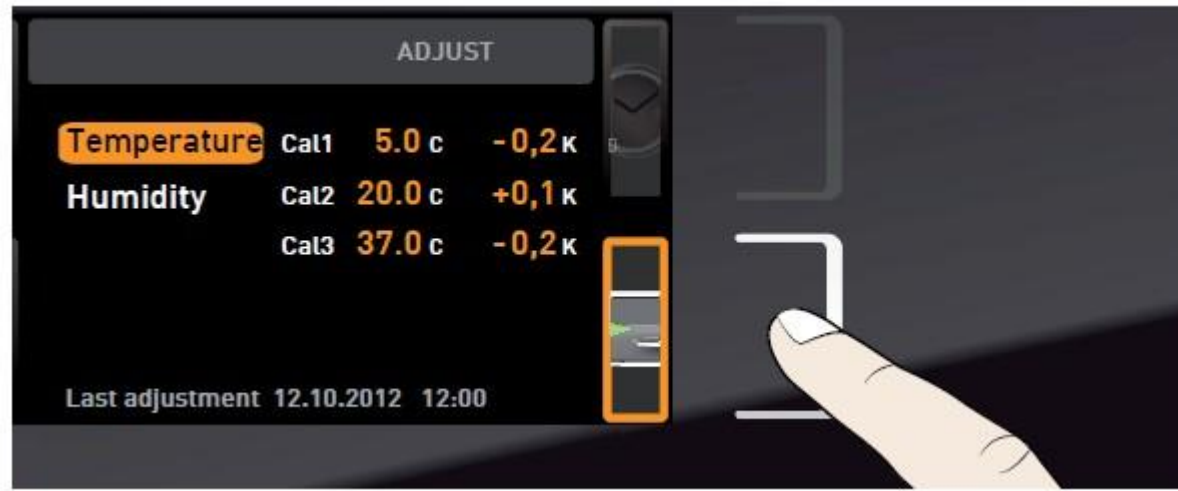 ADJUST
Temperature Cal1 5.0 C -0,2 K
Humidity Cal2 20.0 C +0,1 K
Cal3 37.0 C -0,2 K
Last adjustment 12.10.2012 12:00